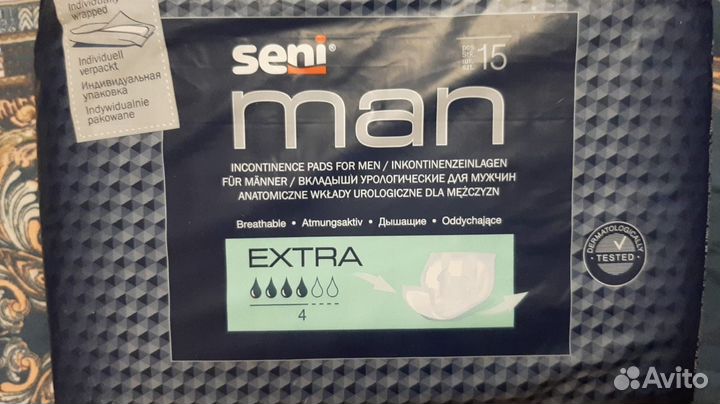 Individually
wrapped
Individuell
verpackt
Индивидуальная
упаковка
Indywidualnie
pakowane
seni®
15
man
INCONTINENCE PADS FOR MEN / INKONTINENZEINLAGEN
FÜR MÄNNER / ВКЛАДЫШИ УРОЛОГИЧЕСКИЕ ДЛЯ МУЖЧИН
ANATOMICZNE WKŁADY UROLOGICZNE DLA MĘŻCZYZN
Breathable • Atmungsaktiv • Дышащие • Oddychające
EXTRA
4
DERMATOLOGICALLY
TESTED
Avito